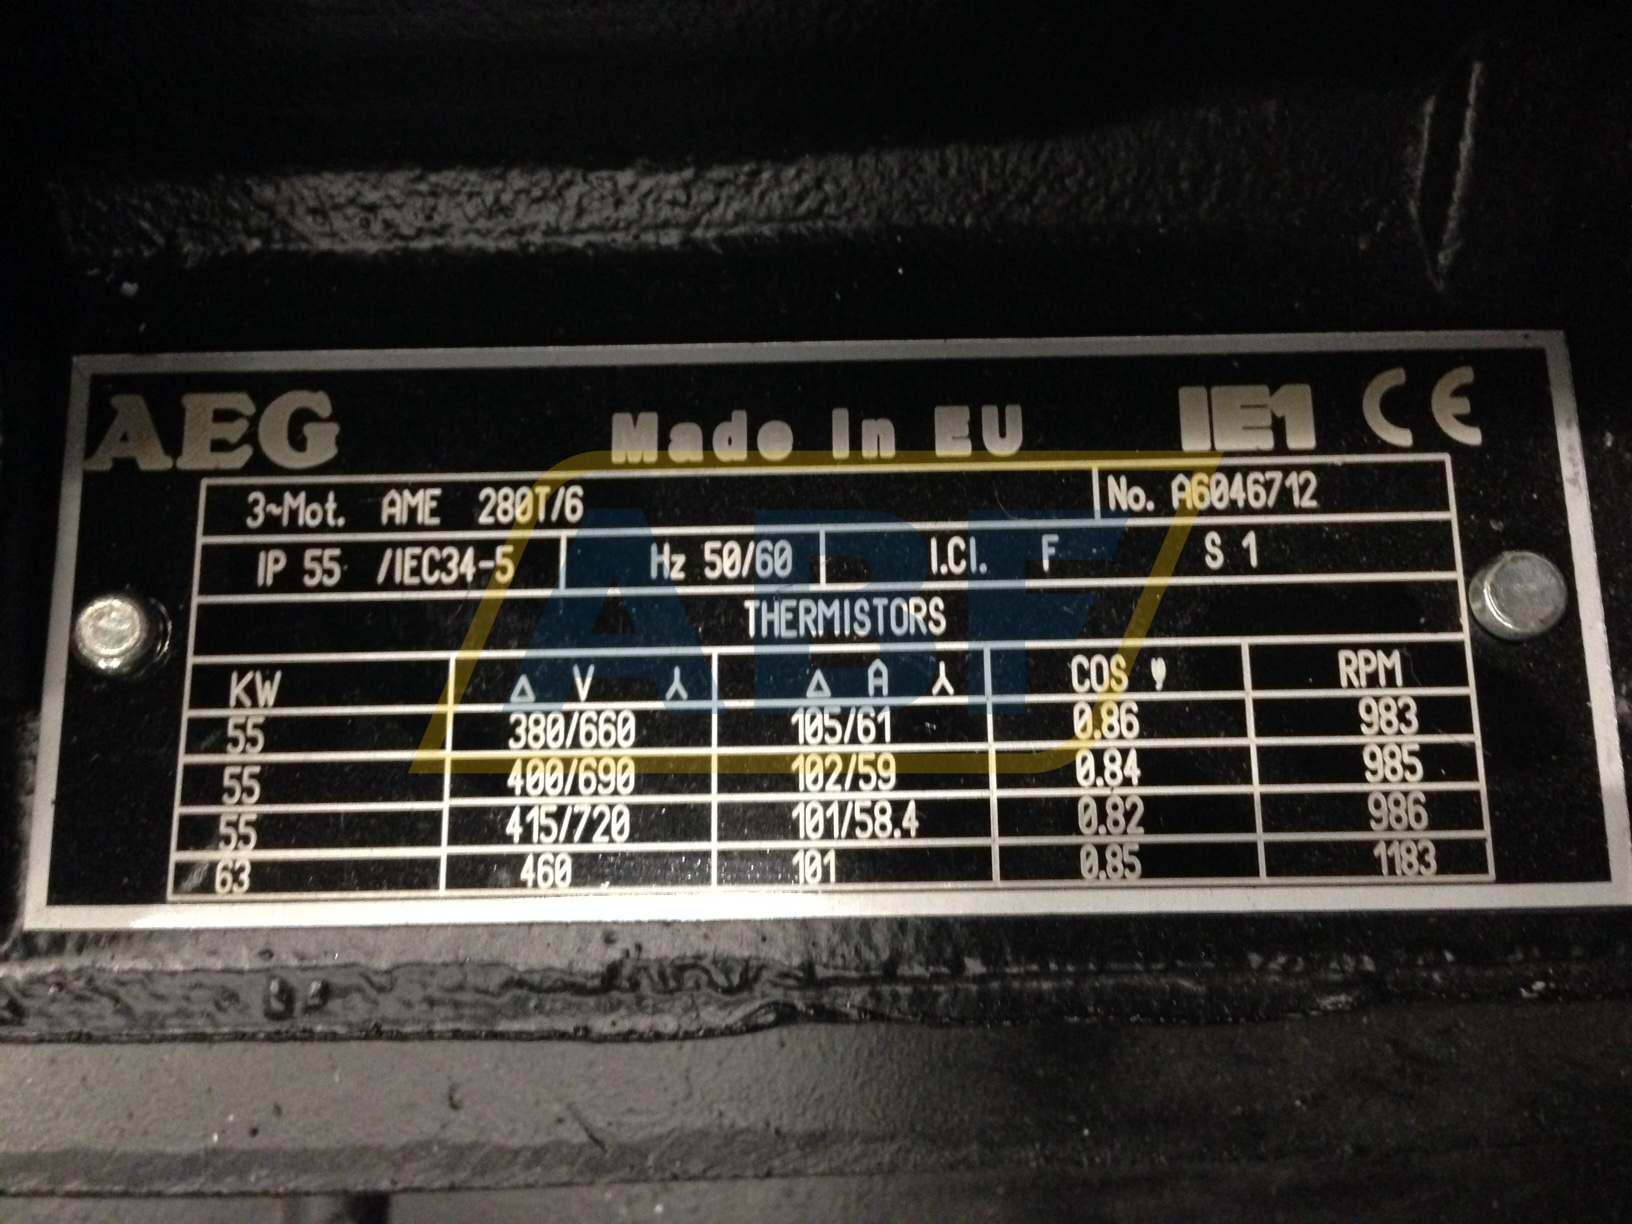 AEG Made in EU IE1 CE
3~Mot. AME 280T/6 No. A6046712
IP 55 /IEC34-5 Hz 50/60 I.Cl. F S 1
THERMISTORS
KW Δ V Y Δ A Y COS φ RPM
55 380/660 105/61 0.86 983
55 400/690 102/59 0.84 985
55 415/720 101/58.4 0.82 986
63 460 101 0.85 1183
ABF